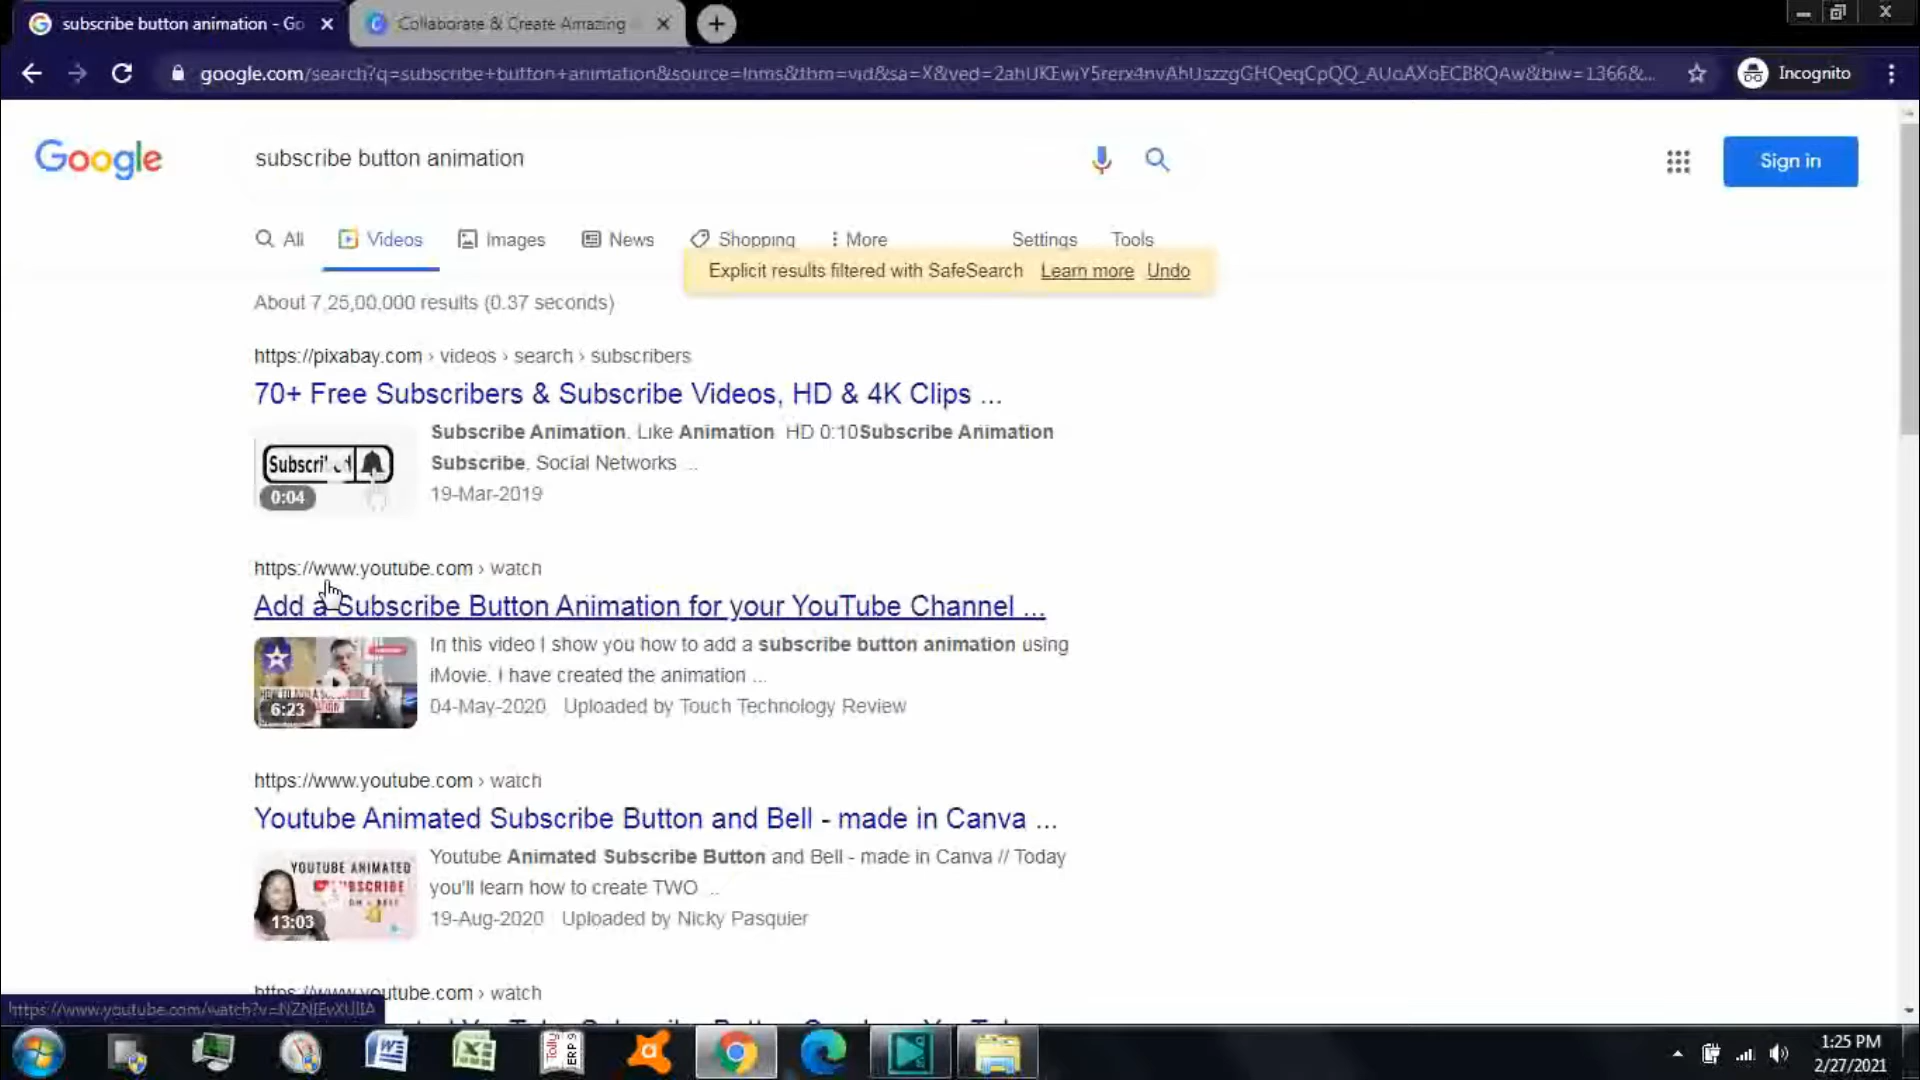 subscribe button animation - Go
Collaborate & Create Amazing
google.com/search?q=subscribe+button+animation&source=lnms&tbm=vid&sa=X&ved=
Incognito
Google
subscribe button animation
Sign in
All
Videos
Images
News
Shopping
More
Settings
Tools
Explicit results filtered with SafeSearch Learn more Undo
About 7,25,00,000 results (0.37 seconds)
https://pixabay.com › videos › search › subscribers
70+ Free Subscribers & Subscribe Videos, HD & 4K Clips ...
0:04
Subscribe Animation. Like Animation HD 0:10Subscribe Animation
Subscribe, Social Networks ...
19-Mar-2019
https://www.youtube.com › watch
Add a Subscribe Button Animation for your YouTube Channel ...
6:23
In this video I show you how to add a subscribe button animation using
iMovie. I have created the animation ...
04-May-2020 Uploaded by Touch Technology Review
https://www.youtube.com › watch
Youtube Animated Subscribe Button and Bell - made in Canva ...
YOUTUBE ANIMATED
13:03
Youtube Animated Subscribe Button and Bell - made in Canva // Today
you'll learn how to create TWO ...
19-Aug-2020 Uploaded by Nicky Pasquier
https://www.youtube.com › watch
Tally
ERP 9
1:25 PM
2/27/2021